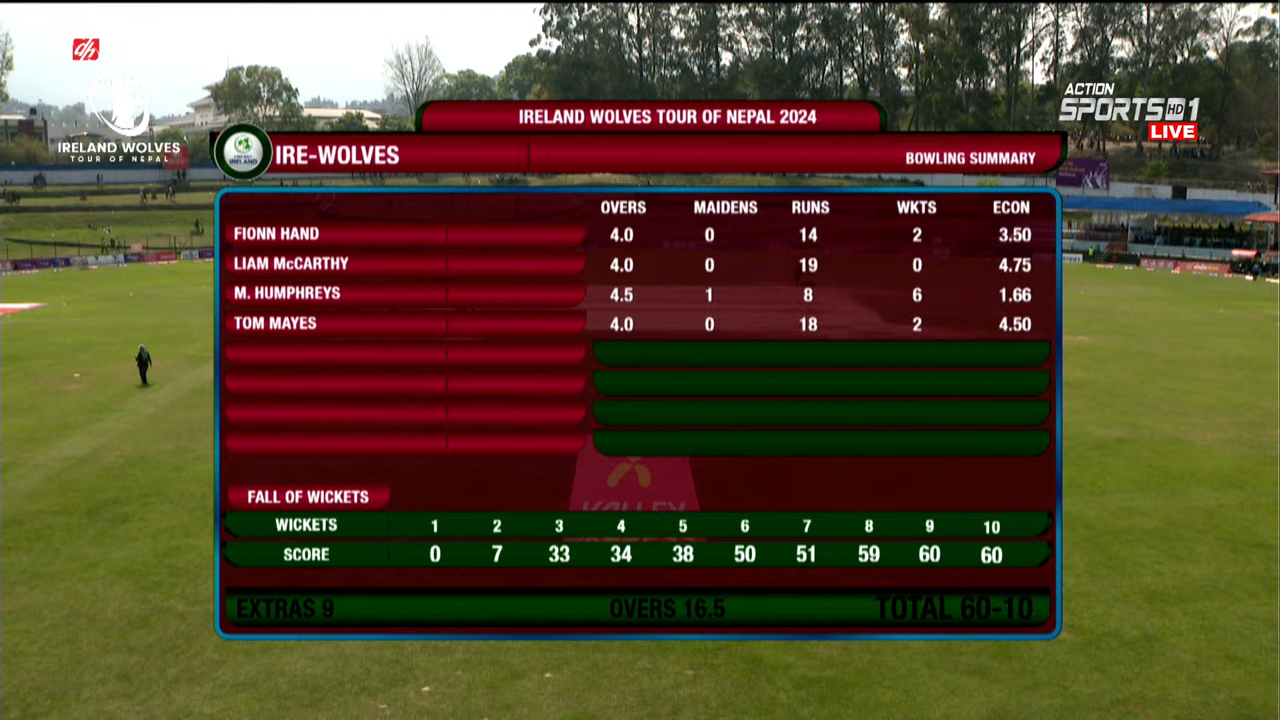 dh
IRELAND WOLVES
TOUR OF NEPAL
ACTION
SPORTS HD 1
LIVE
IRELAND WOLVES TOUR OF NEPAL 2024
CRICKET IRELAND
IRE-WOLVES BOWLING SUMMARY
OVERS MAIDENS RUNS WKTS ECON
FIONN HAND 4.0 0 14 2 3.50
LIAM McCARTHY 4.0 0 19 0 4.75
M. HUMPHREYS 4.5 1 8 6 1.66
TOM MAYES 4.0 0 18 2 4.50
VALLEY
FALL OF WICKETS
WICKETS 1 2 3 4 5 6 7 8 9 10
SCORE 0 7 33 34 38 50 51 59 60 60
EXTRAS 9 OVERS 16.5 TOTAL 60-10